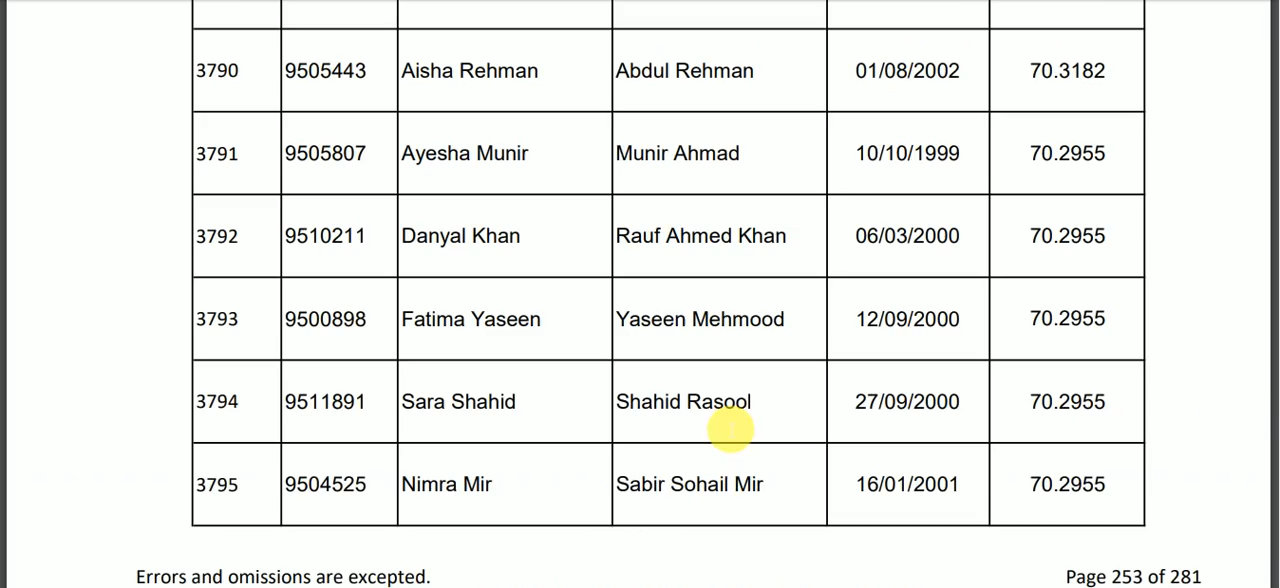 3790 9505443 Aisha Rehman Abdul Rehman 01/08/2002 70.3182
3791 9505807 Ayesha Munir Munir Ahmad 10/10/1999 70.2955
3792 9510211 Danyal Khan Rauf Ahmed Khan 06/03/2000 70.2955
3793 9500898 Fatima Yaseen Yaseen Mehmood 12/09/2000 70.2955
3794 9511891 Sara Shahid Shahid Rasool 27/09/2000 70.2955
3795 9504525 Nimra Mir Sabir Sohail Mir 16/01/2001 70.2955
Errors and omissions are excepted. Page 253 of 281